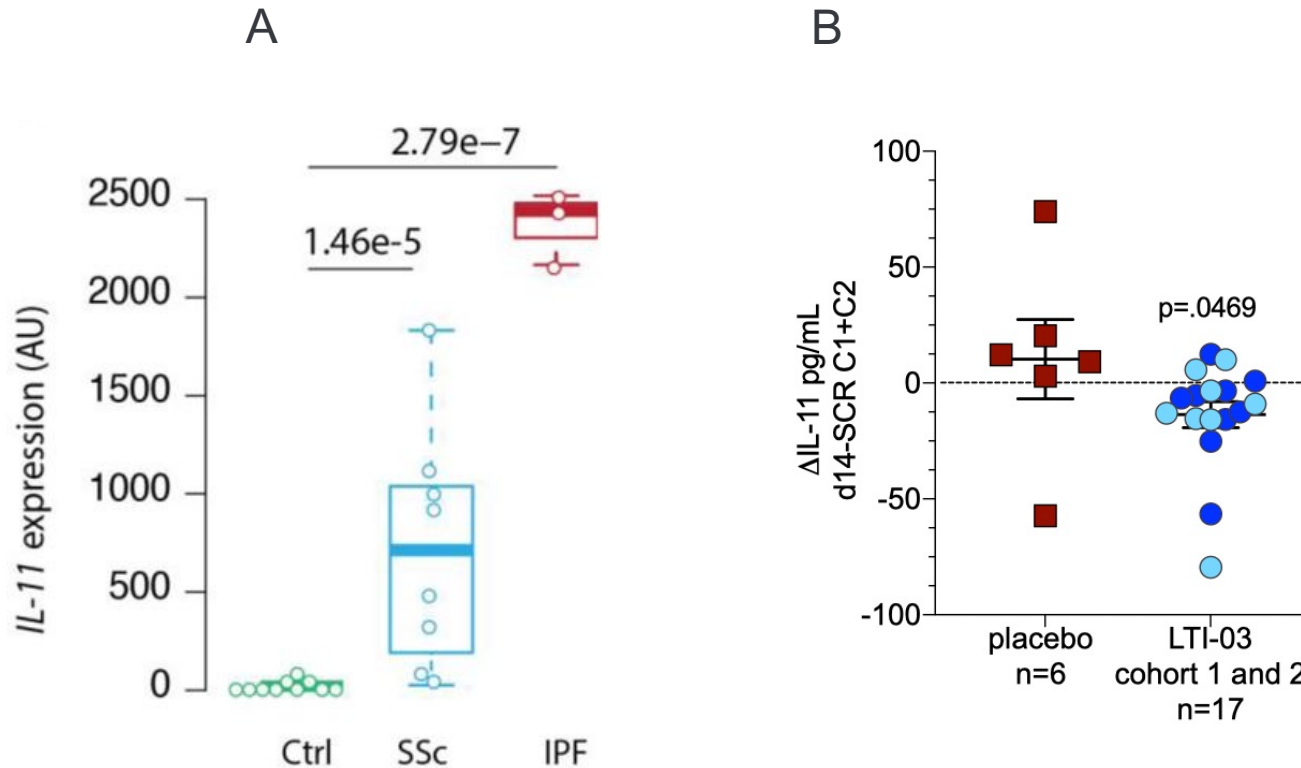 A
B
2.79e−7
1.46e-5
IL-11 expression (AU)
2500
2000
1500
1000
500
0
Ctrl
SSc
IPF
ΔIL-11 pg/mL
d14-SCR C1+C2
100
50
0
-50
-100
p=.0469
placebo
n=6
LTI-03
cohort 1 and 2
n=17